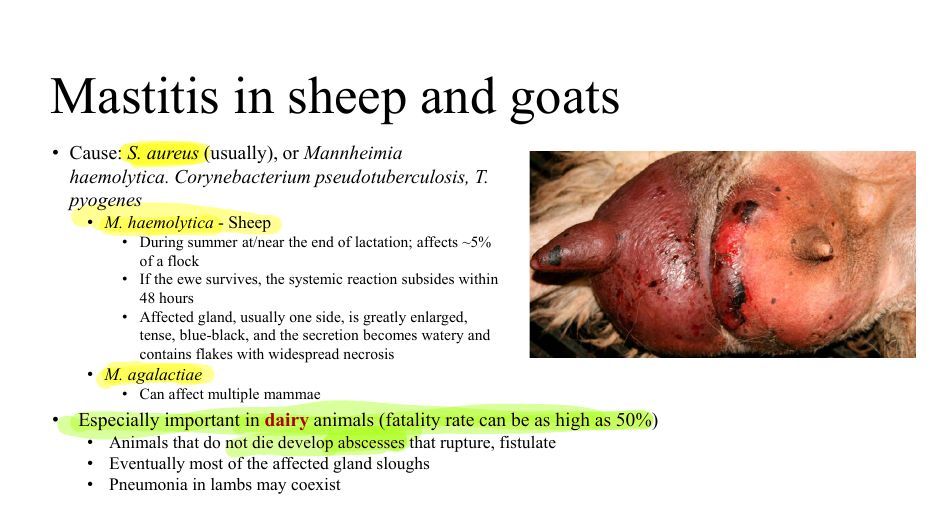 Mastitis in sheep and goats
• Cause: S. aureus (usually), or Mannheimia
haemolytica. Corynebacterium pseudotuberculosis, T.
pyogenes
• M. haemolytica - Sheep
• During summer at/near the end of lactation; affects ~5%
of a flock
• If the ewe survives, the systemic reaction subsides within
48 hours
• Affected gland, usually one side, is greatly enlarged,
tense, blue-black, and the secretion becomes watery and
contains flakes with widespread necrosis
• M. agalactiae
• Can affect multiple mammae
• Especially important in dairy animals (fatality rate can be as high as 50%)
• Animals that do not die develop abscesses that rupture, fistulate
• Eventually most of the affected gland sloughs
• Pneumonia in lambs may coexist